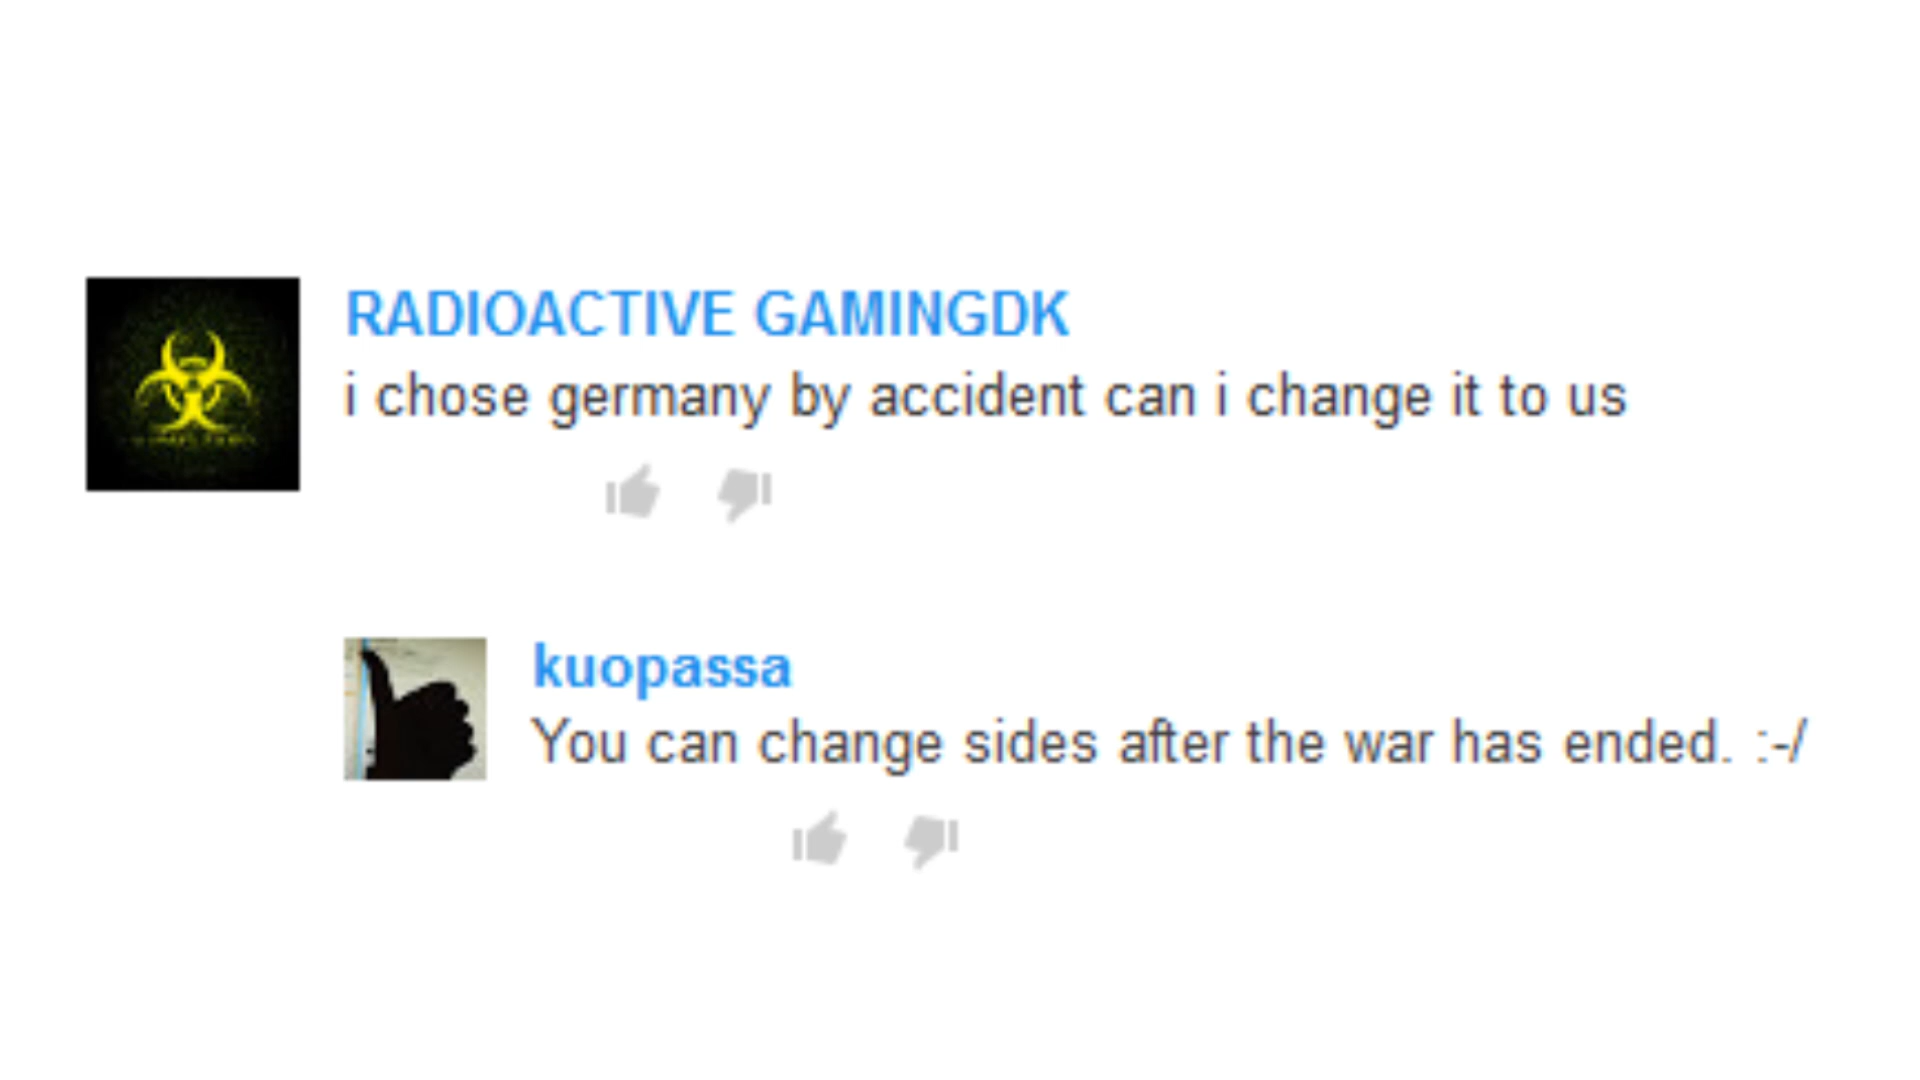 RADIOACTIVE GAMINGDK
i chose germany by accident can i change it to us
kuopassa
You can change sides after the war has ended. :-/